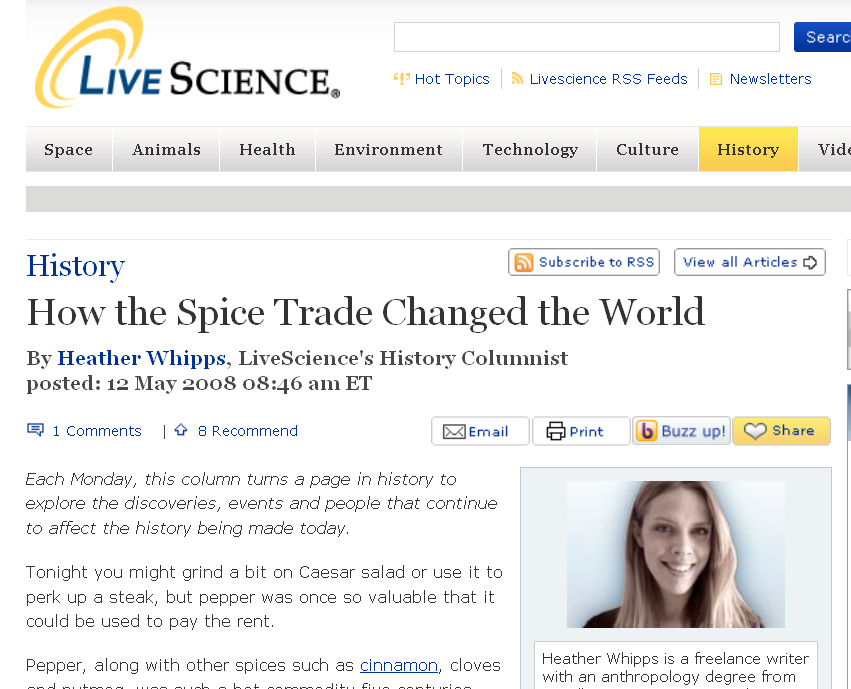 LIVESCIENCE®
Searc
Hot Topics
Livescience RSS Feeds
Newsletters
Space
Animals
Health
Environment
Technology
Culture
History
Vide
History
Subscribe to RSS
View all Articles
How the Spice Trade Changed the World
By Heather Whipps, LiveScience's History Columnist
posted: 12 May 2008 08:46 am ET
1 Comments | 8 Recommend
Email
Print
Buzz up!
Share
Each Monday, this column turns a page in history to
explore the discoveries, events and people that continue
to affect the history being made today.
Tonight you might grind a bit on Caesar salad or use it to
perk up a steak, but pepper was once so valuable that it
could be used to pay the rent.
Pepper, along with other spices such as cinnamon, cloves
and nutmeg, was such a hot commodity five centuries
Heather Whipps is a freelance writer
with an anthropology degree from